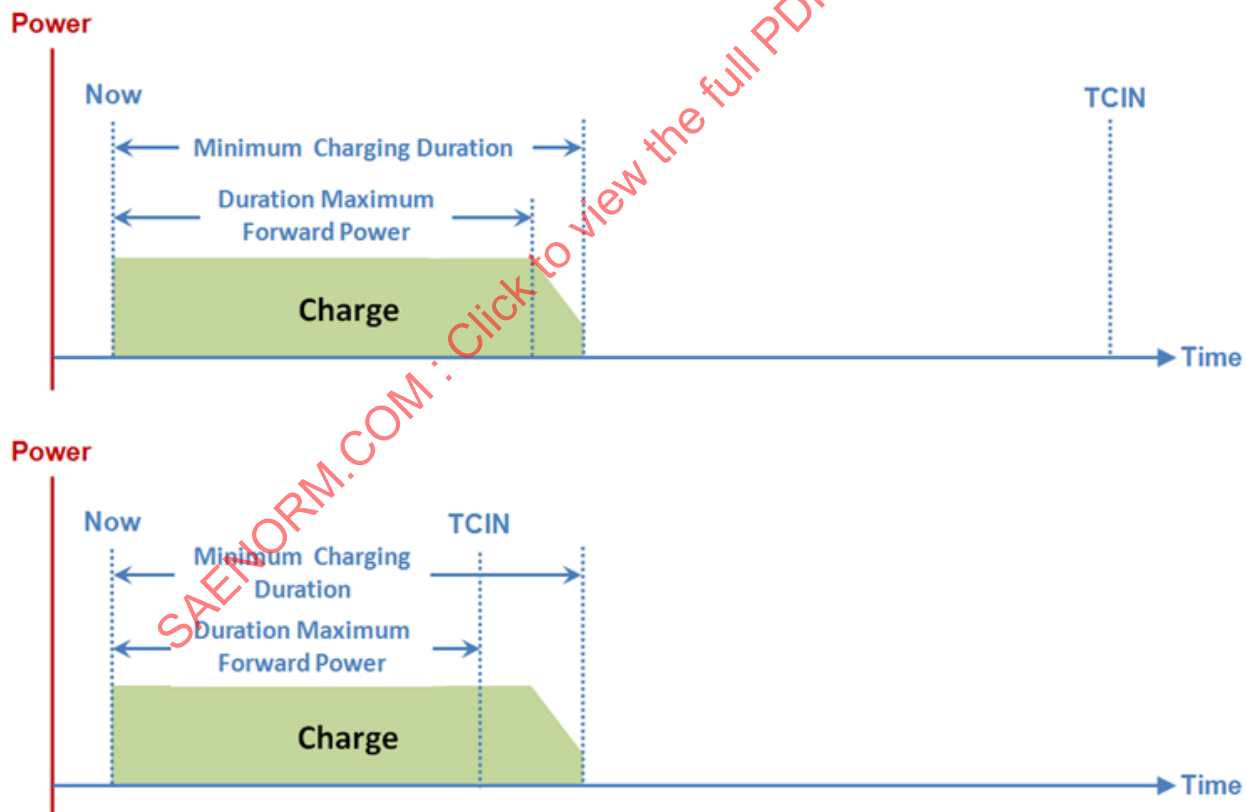 Power
Now
TCIN
Minimum Charging Duration
Duration Maximum
Forward Power
Charge
Time
SAENORM.COM : Click to view the full PDF
Power
Now
TCIN
Minimum Charging
Duration
Duration Maximum
Forward Power
Charge
Time